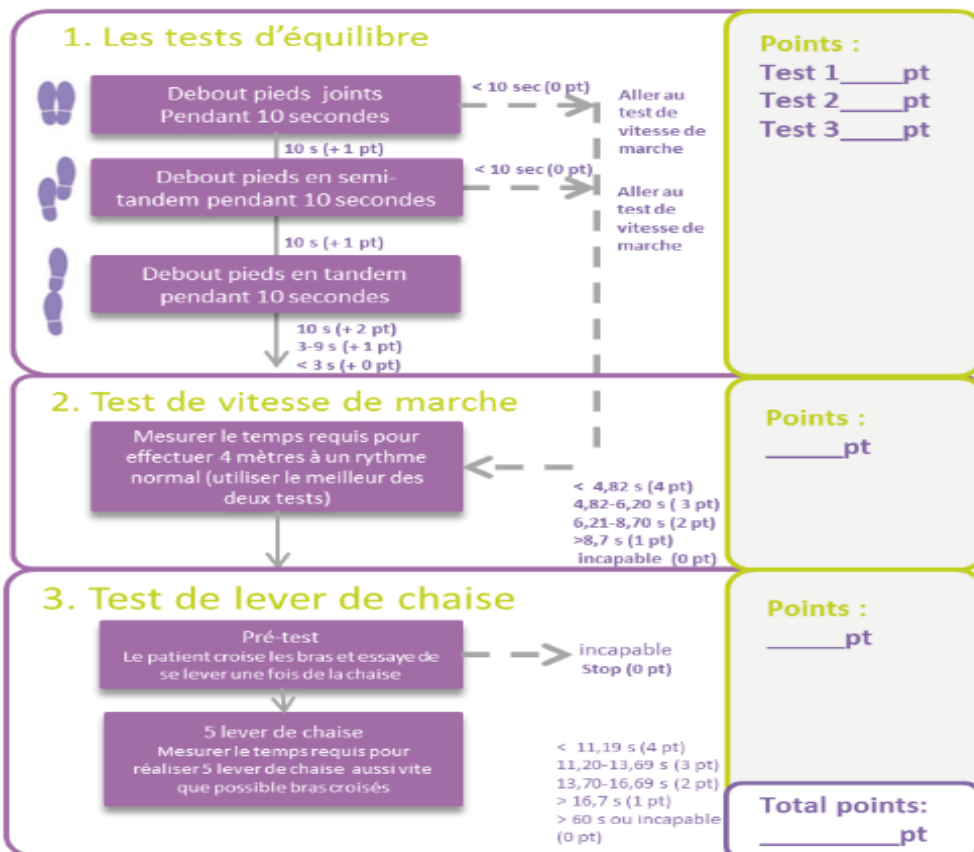 1. Les tests d'équilibre
Debout pieds joints
Pendant 10 secondes
< 10 sec (0 pt)
Aller au
test de
vitesse de
marche
10 s (+ 1 pt)
Debout pieds en semi-
tandem pendant 10 secondes
< 10 sec (0 pt)
Aller au
test de
vitesse de
marche
10 s (+ 1 pt)
Debout pieds en tandem
pendant 10 secondes
10 s (+ 2 pt)
3-9 s (+ 1 pt)
< 3 s (+ 0 pt)
Points :
Test 1_____pt
Test 2_____pt
Test 3_____pt
2. Test de vitesse de marche
Mesurer le temps requis pour
effectuer 4 mètres à un rythme
normal (utiliser le meilleur des
deux tests)
< 4,82 s (4 pt)
4,82-6,20 s ( 3 pt)
6,21-8,70 s (2 pt)
>8,7 s (1 pt)
incapable (0 pt)
Points :
______pt
3. Test de lever de chaise
Pré-test
Le patient croise les bras et essaye de
se lever une fois de la chaise
incapable
Stop (0 pt)
5 lever de chaise
Mesurer le temps requis pour
réaliser 5 lever de chaise aussi vite
que possible bras croisés
< 11,19 s (4 pt)
11,20-13,69 s (3 pt)
13,70-16,69 s (2 pt)
> 16,7 s (1 pt)
> 60 s ou incapable
(0 pt)
Points :
______pt
Total points:
____________pt